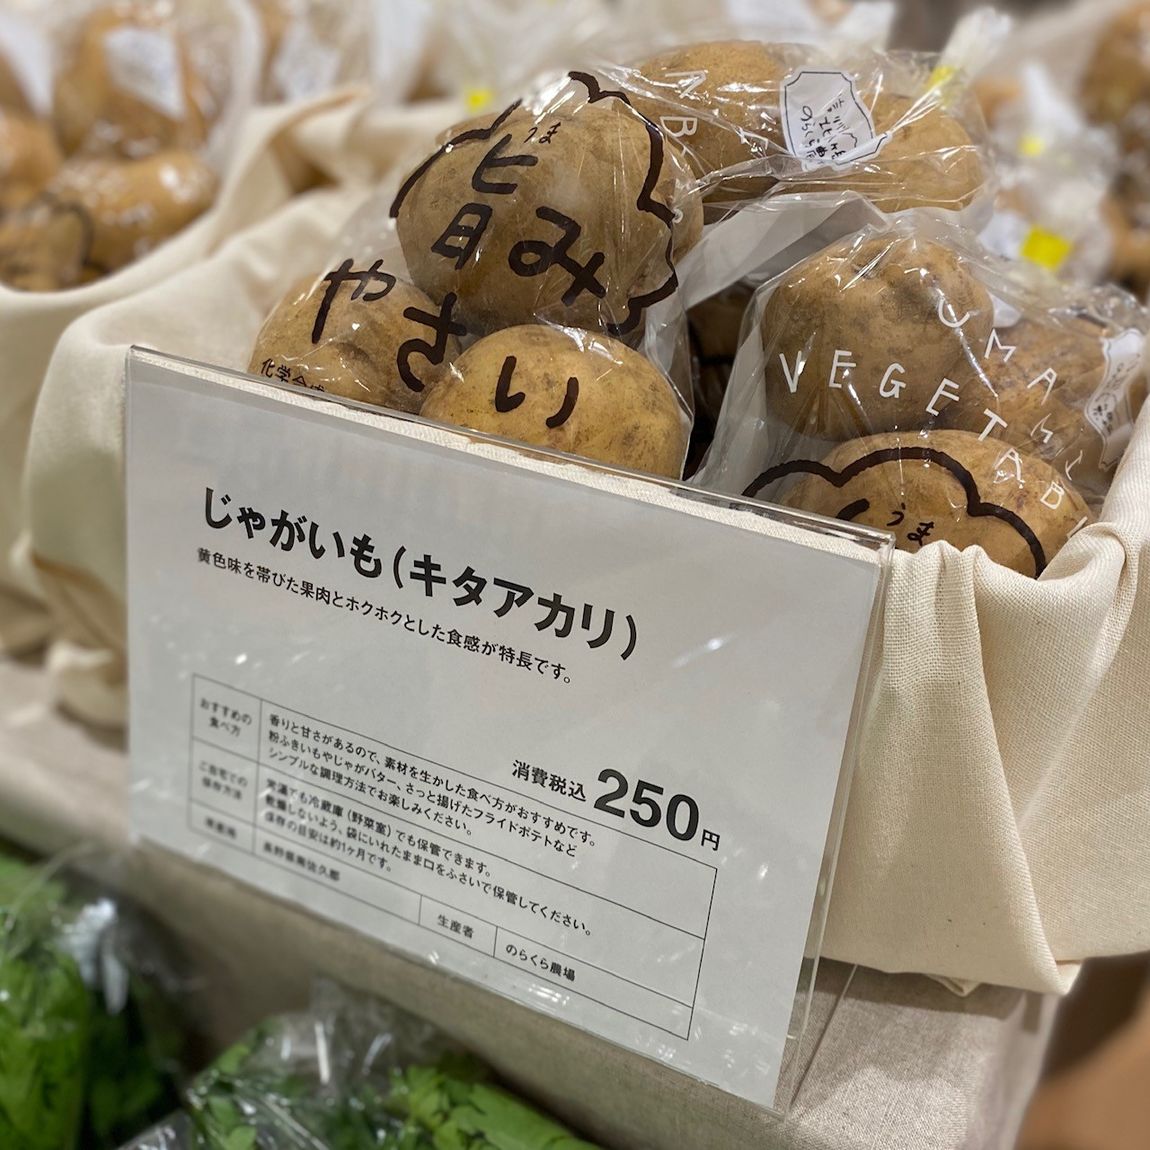 うま
旨み
やさ
い
化学合成
B
VEGETAB
UMAMI
うま
じゃがいも(キタアカリ)
黄色味を帯びた果肉とホクホクとした食感が特長です。
消費税込 250円
おすすめの
食べ方
香りと甘さがあるので、素材を生かした食べ方がおすすめです。
粉ふきいもやじゃがバター、さっと揚げたフライドポテトなど
シンプルな調理方法でお楽しみください。
ご自宅での
保存方法
常温でも冷蔵庫(野菜室)でも保管できます。
乾燥しないよう、袋にいれたまま口をふさいで保管してください。
保存の目安は約1ヶ月です。
産地
長野県南佐久郡
生産者
のらくら農場